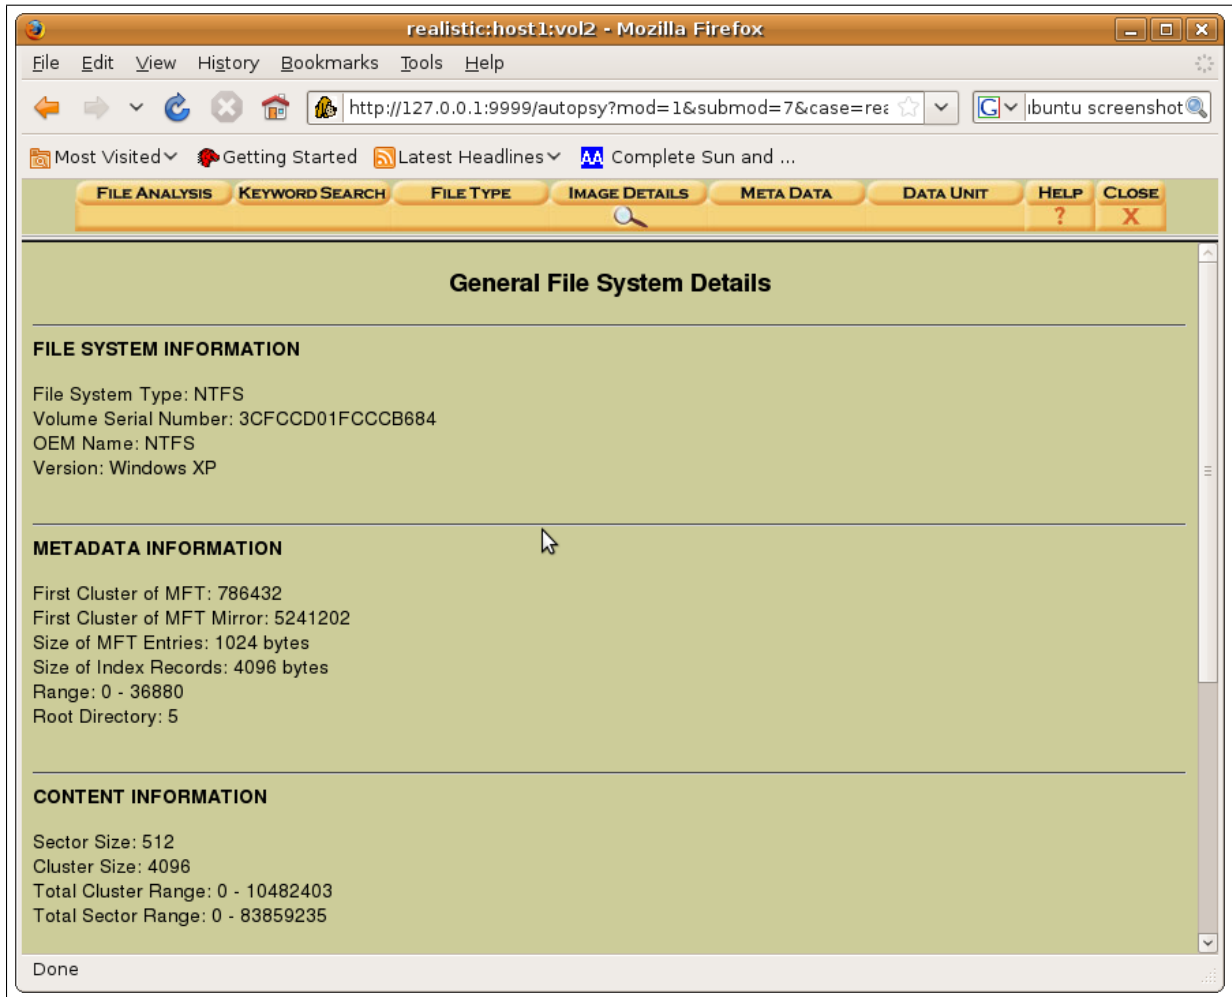 realistic:host1:vol2 - Mozilla Firefox
File Edit View History Bookmarks Tools Help
http://127.0.0.1:9999/autopsy?mod=1&submod=7&case=rea
G ibuntu screenshot
Most Visited Getting Started Latest Headlines AA Complete Sun and ...
FILE ANALYSIS KEYWORD SEARCH FILE TYPE IMAGE DETAILS META DATA DATA UNIT HELP CLOSE
? X
General File System Details
FILE SYSTEM INFORMATION
File System Type: NTFS
Volume Serial Number: 3CFCCD01FCCCB684
OEM Name: NTFS
Version: Windows XP
METADATA INFORMATION
First Cluster of MFT: 786432
First Cluster of MFT Mirror: 5241202
Size of MFT Entries: 1024 bytes
Size of Index Records: 4096 bytes
Range: 0 - 36880
Root Directory: 5
CONTENT INFORMATION
Sector Size: 512
Cluster Size: 4096
Total Cluster Range: 0 - 10482403
Total Sector Range: 0 - 83859235
Done